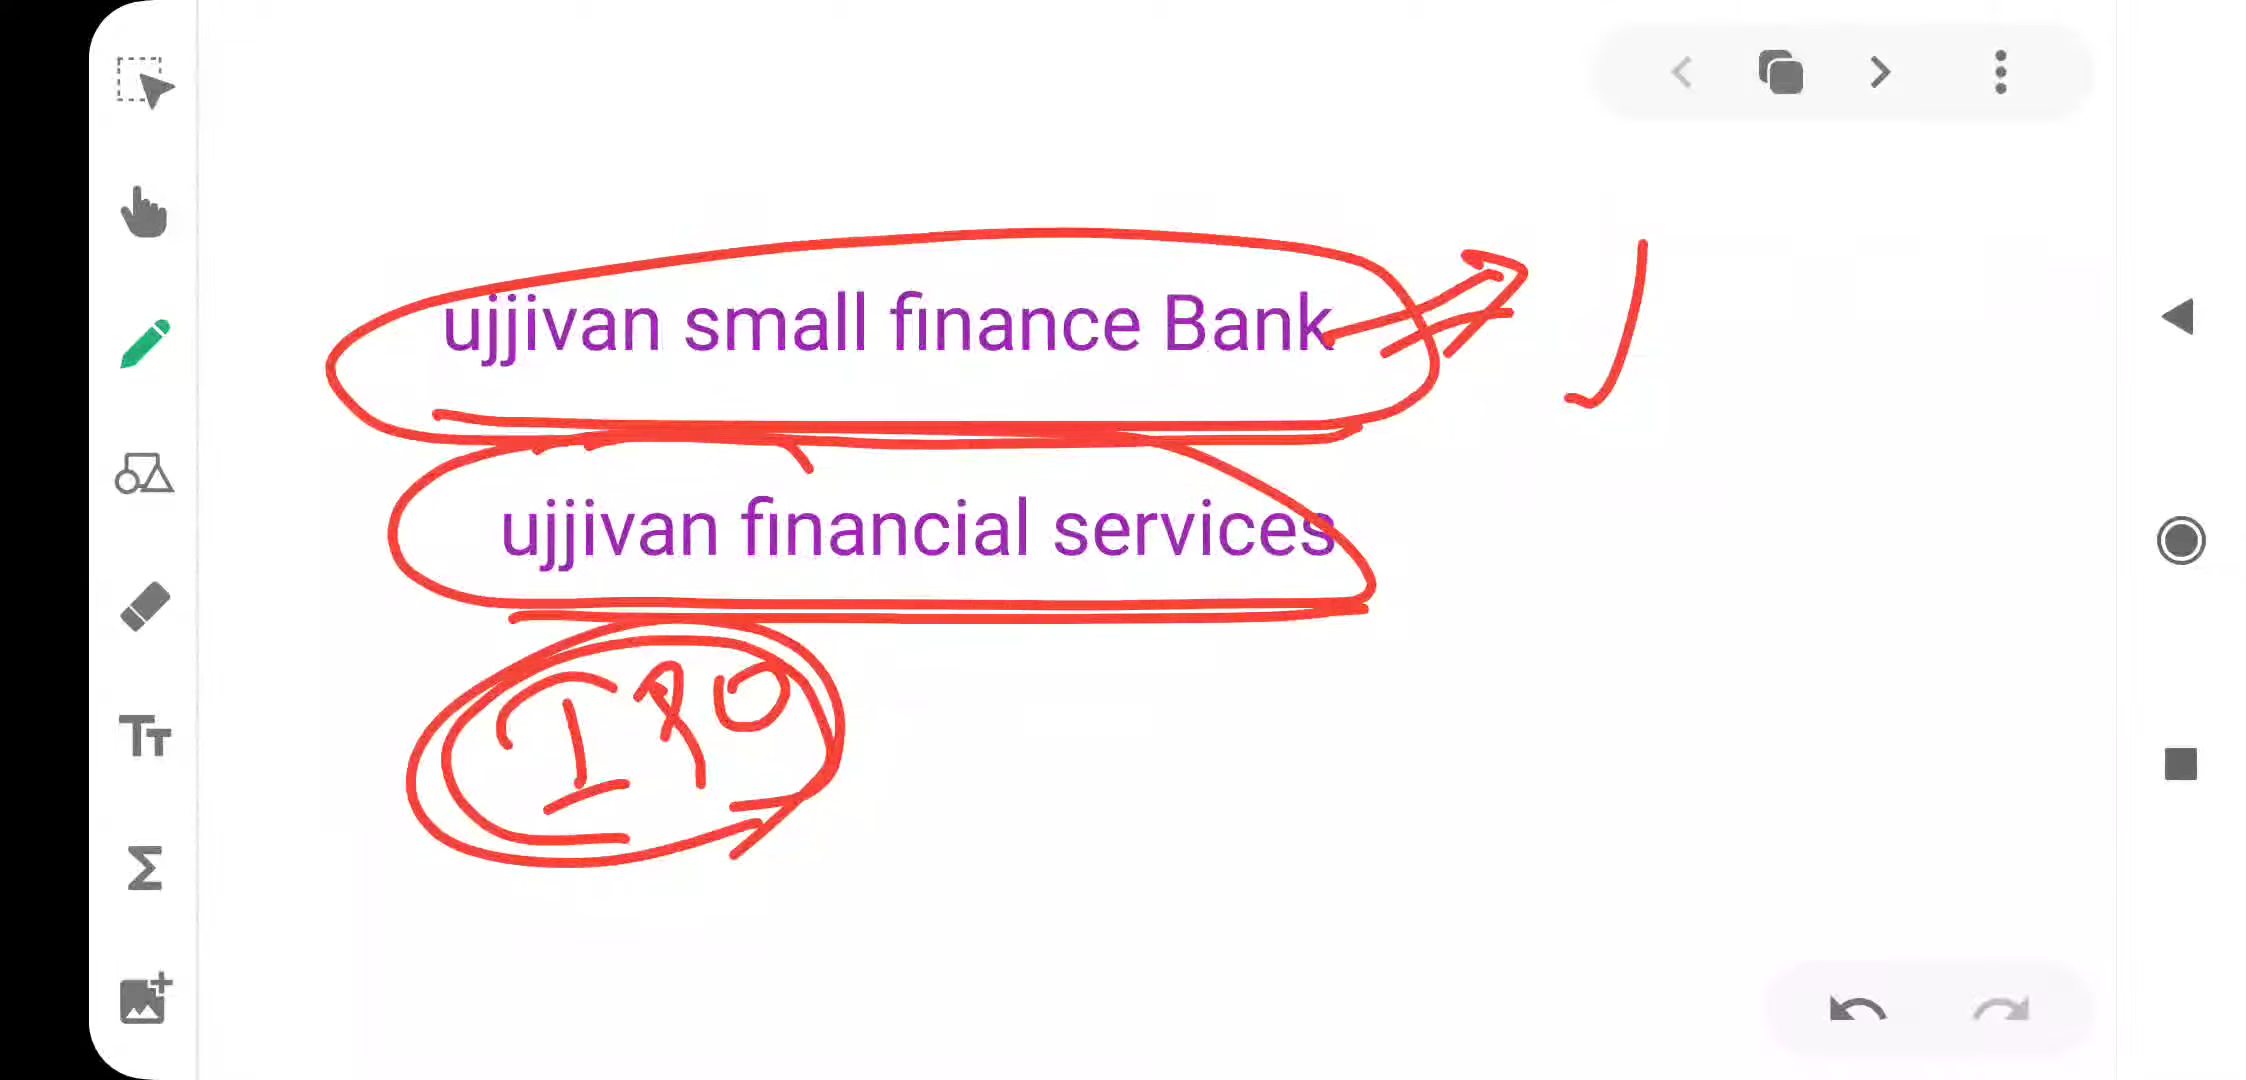 ujjivan small finance Bank
ujjivan financial services
IPO